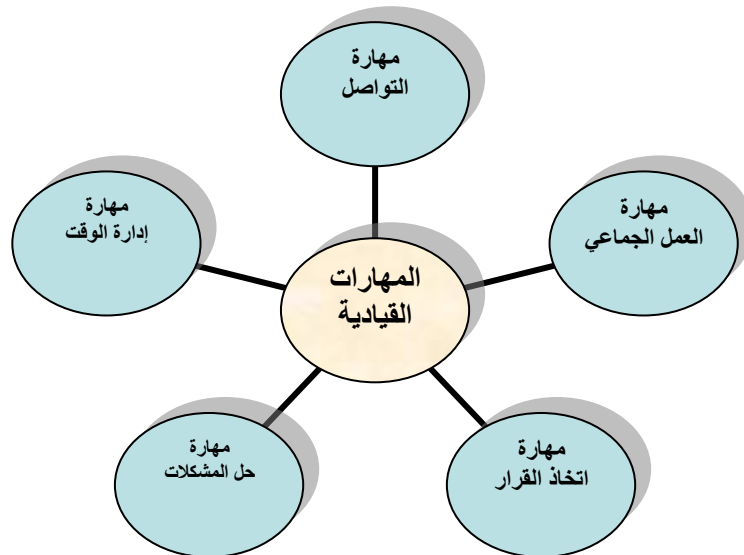 مهارة
التواصل
مهارة
إدارة الوقت
مهارة
العمل الجماعي
المهارات
القيادية
مهارة
حل المشكلات
مهارة
اتخاذ القرار